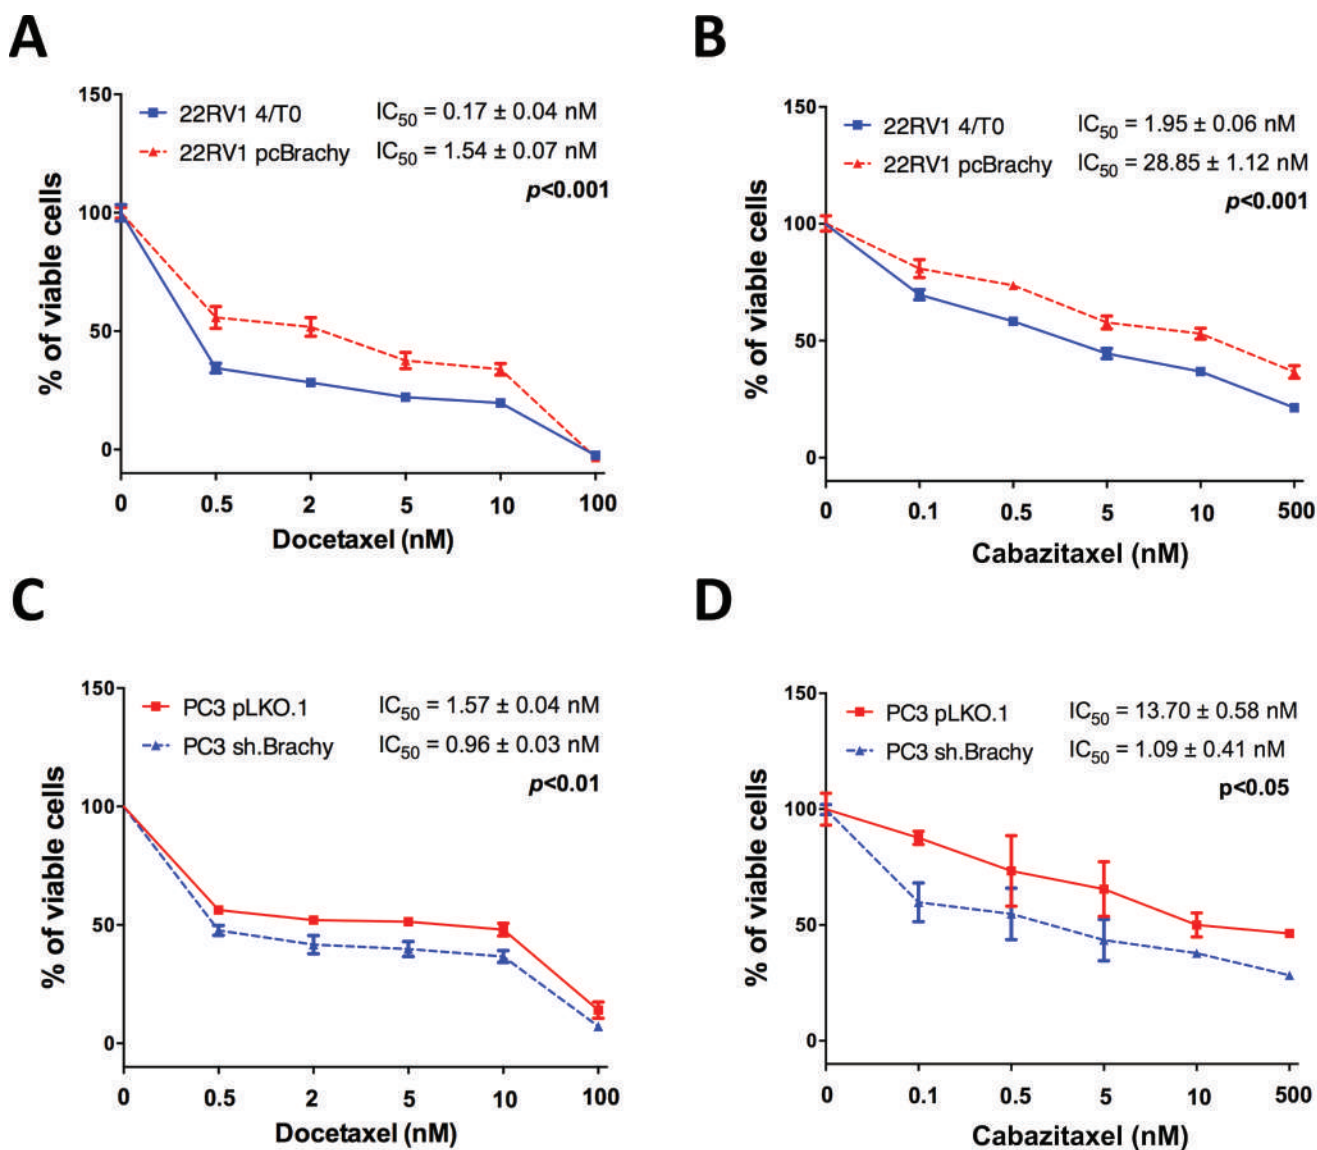 A
22RV1 4/T0 IC50 = 0.17 ± 0.04 nM
22RV1 pcBrachy IC50 = 1.54 ± 0.07 nM
p<0.001
150
100
50
0
% of viable cells
0 0.5 2 5 10 100
Docetaxel (nM)
B
22RV1 4/T0 IC50 = 1.95 ± 0.06 nM
22RV1 pcBrachy IC50 = 28.85 ± 1.12 nM
p<0.001
150
100
50
0
% of viable cells
0 0.1 0.5 5 10 500
Cabazitaxel (nM)
C
PC3 pLKO.1 IC50 = 1.57 ± 0.04 nM
PC3 sh.Brachy IC50 = 0.96 ± 0.03 nM
p<0.01
150
100
50
0
% of viable cells
0 0.5 2 5 10 100
Docetaxel (nM)
D
PC3 pLKO.1 IC50 = 13.70 ± 0.58 nM
PC3 sh.Brachy IC50 = 1.09 ± 0.41 nM
p<0.05
150
100
50
0
% of viable cells
0 0.1 0.5 5 10 500
Cabazitaxel (nM)